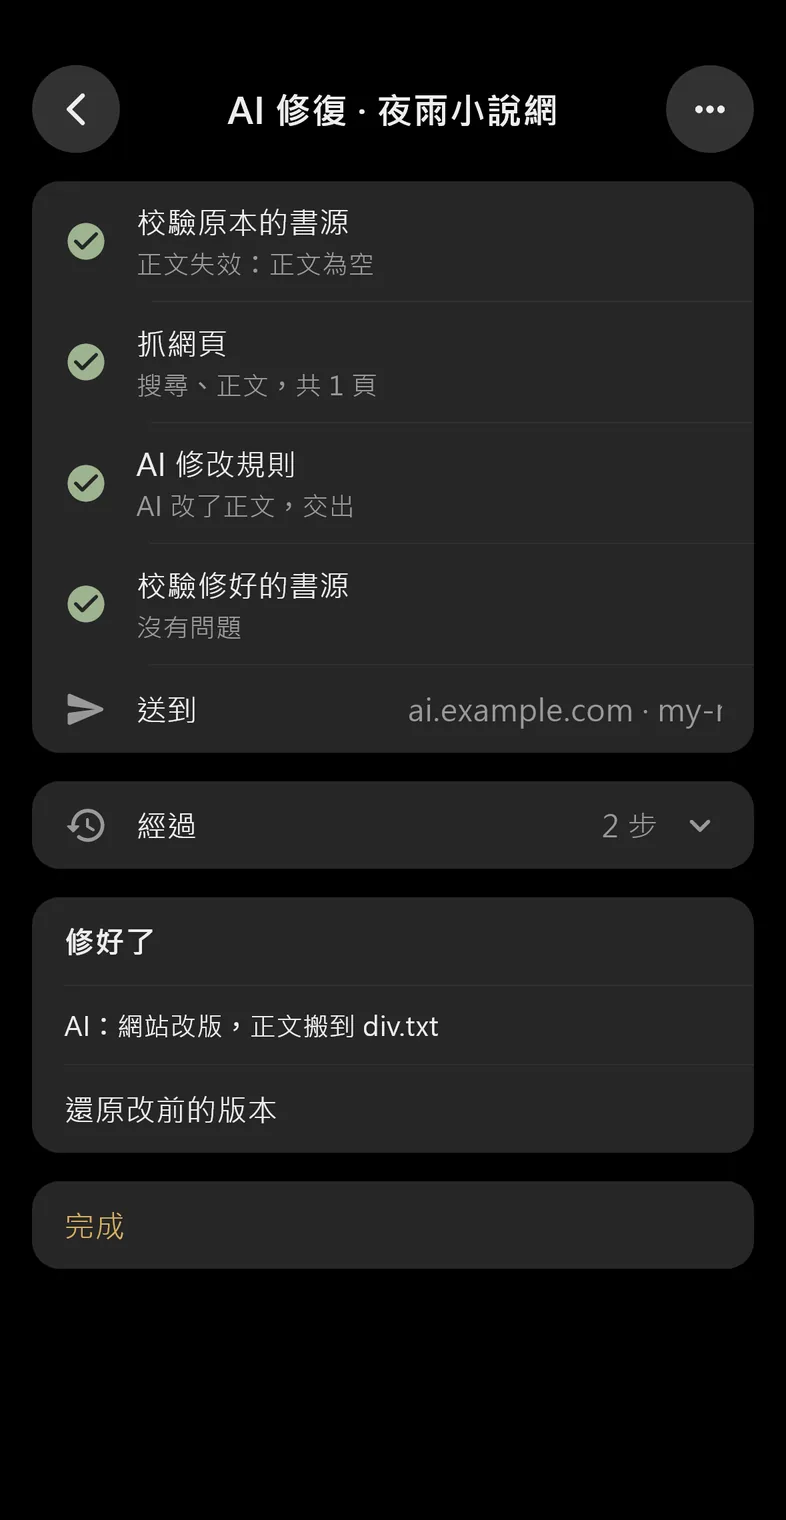 AI 修復 · 夜雨小說網
校驗原本的書源
正文失效：正文為空
抓網頁
搜尋、正文，共 1 頁
AI 修改規則
AI 改了正文，交出
校驗修好的書源
沒有問題
送到 ai.example.com · my-
經過 2 步
修好了
AI：網站改版，正文搬到 div.txt
還原改前的版本
完成